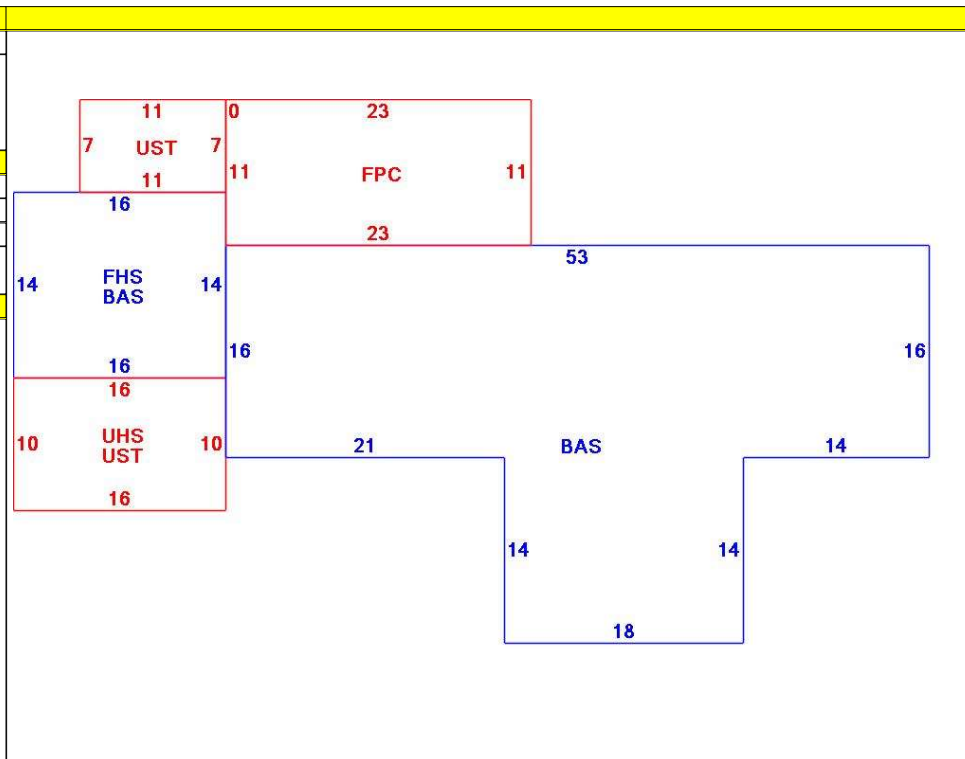 11 0 23
7 UST 7
11 FPC 11
11
16 23
53
14 FHS 14
BAS
16 16
16
16
10 UHS 10 21 BAS 14
UST
16
14 14
18